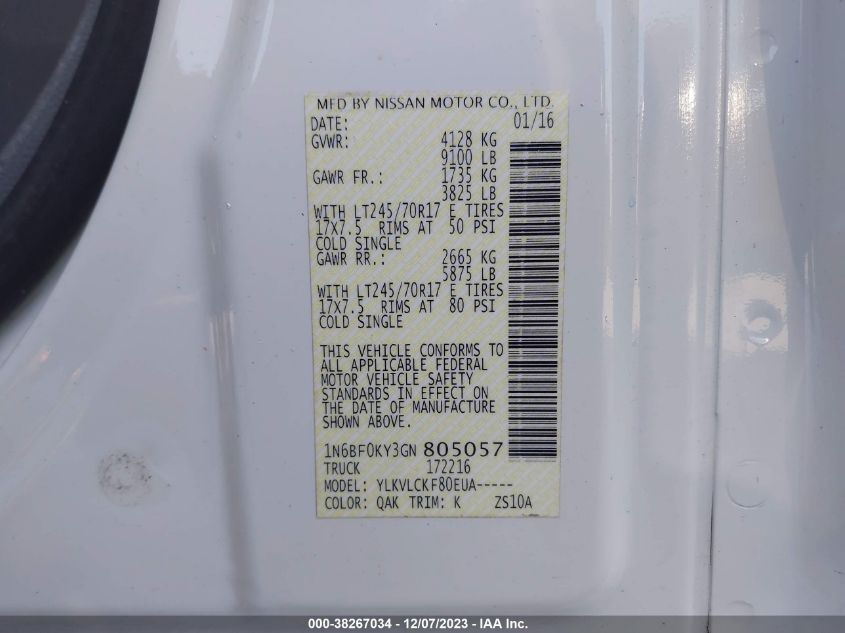 MFD BY NISSAN MOTOR CO., LTD.
DATE: 01/16
GVWR: 4128 KG
9100 LB
GAWR FR.: 1735 KG
3825 LB
WITH LT245/70R17 E TIRES
17X7.5 RIMS AT 50 PSI
COLD SINGLE
GAWR RR.: 2665 KG
5875 LB
WITH LT245/70R17 E TIRES
17X7.5 RIMS AT 80 PSI
COLD SINGLE
THIS VEHICLE CONFORMS TO
ALL APPLICABLE FEDERAL
MOTOR VEHICLE SAFETY
STANDARDS IN EFFECT ON
THE DATE OF MANUFACTURE
SHOWN ABOVE.
1N6BF0KY3GN 805057
TRUCK 172216
MODEL: YLKVLCKF80EUA-----
COLOR: QAK TRIM: K ZS10A
000-38267034 - 12/07/2023 - IAA Inc.